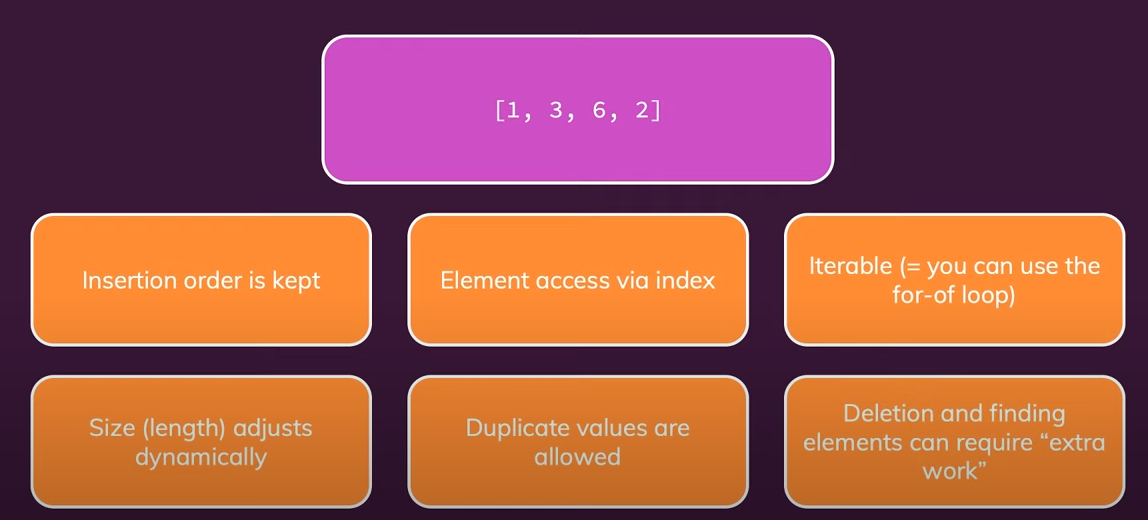 [1, 3, 6, 2]
Insertion order is kept
Element access via index
Iterable (= you can use the
for-of loop)
Size (length) adjusts
dynamically
Duplicate values are
allowed
Deletion and finding
elements can require “extra
work”